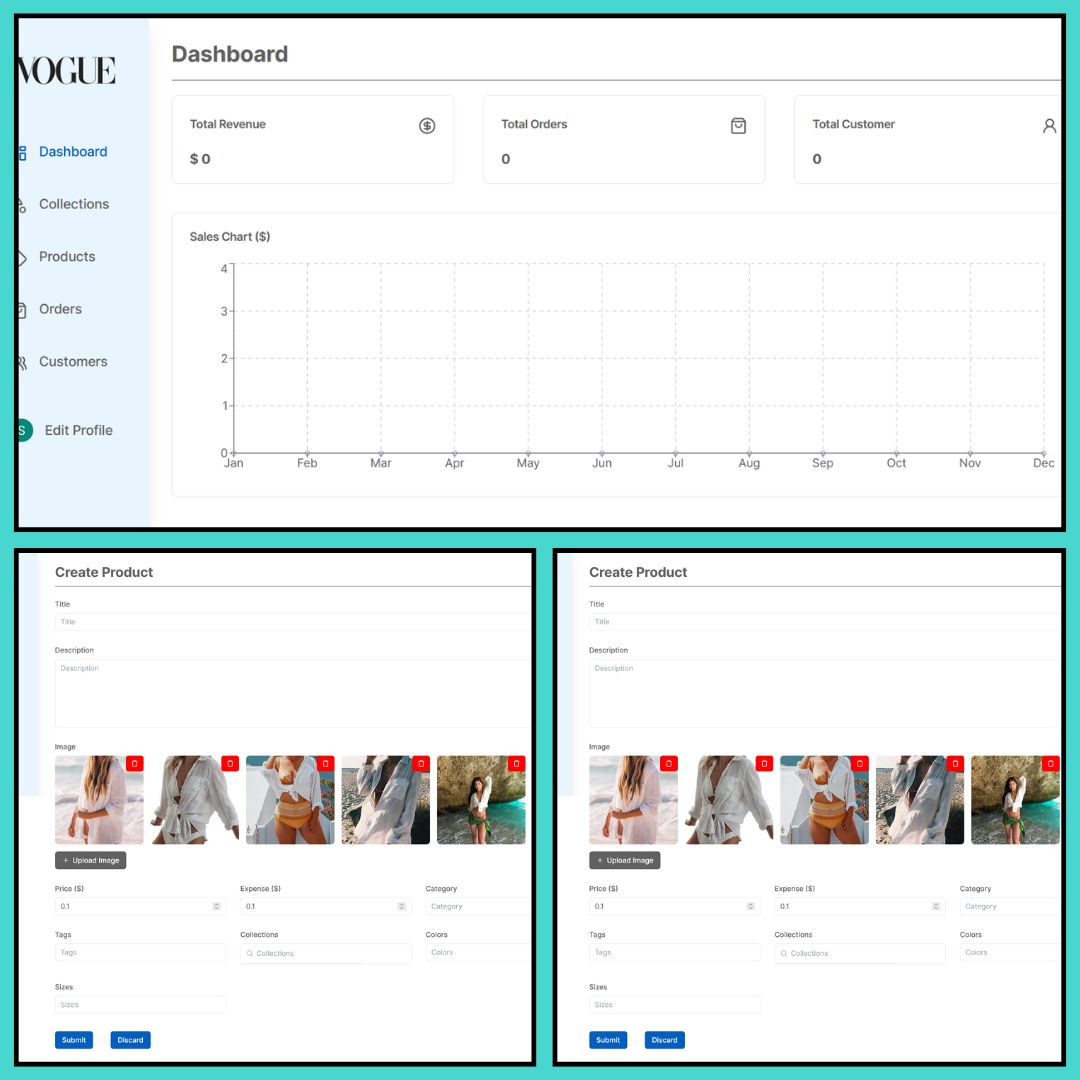 VOGUE
Dashboard
Collections
Products
Orders
Customers
S Edit Profile
Dashboard
Total Revenue
$ 0
Total Orders
0
Total Customer
0
Sales Chart ($)
4
3
2
1
0
Jan Feb Mar Apr May Jun Jul Aug Sep Oct Nov Dec
Create Product
Title
Title
Description
Description
Image
+ Upload Image
Price ($) Expense ($) Category
0.1 0.1 Category
Tags Collections Colors
Tags Collections Colors
Sizes
Sizes
Submit Discard
Create Product
Title
Title
Description
Description
Image
+ Upload Image
Price ($) Expense ($) Category
0.1 0.1 Category
Tags Collections Colors
Tags Collections Colors
Sizes
Sizes
Submit Discard